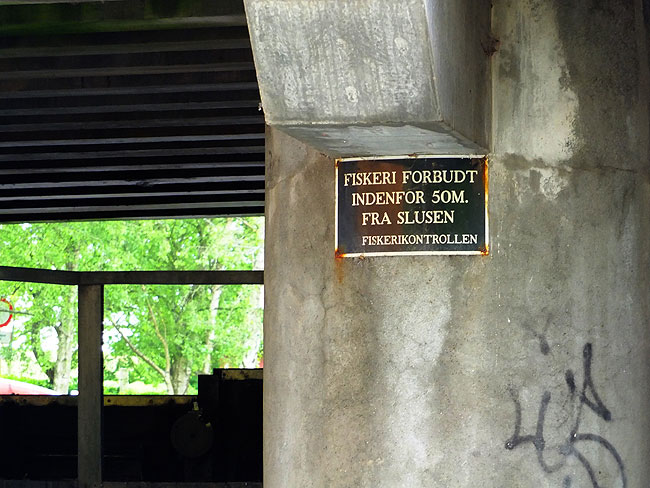 FISKERI FORBUDT
INDENFOR 50M.
FRA SLUSEN
FISKERIKONTROLLEN